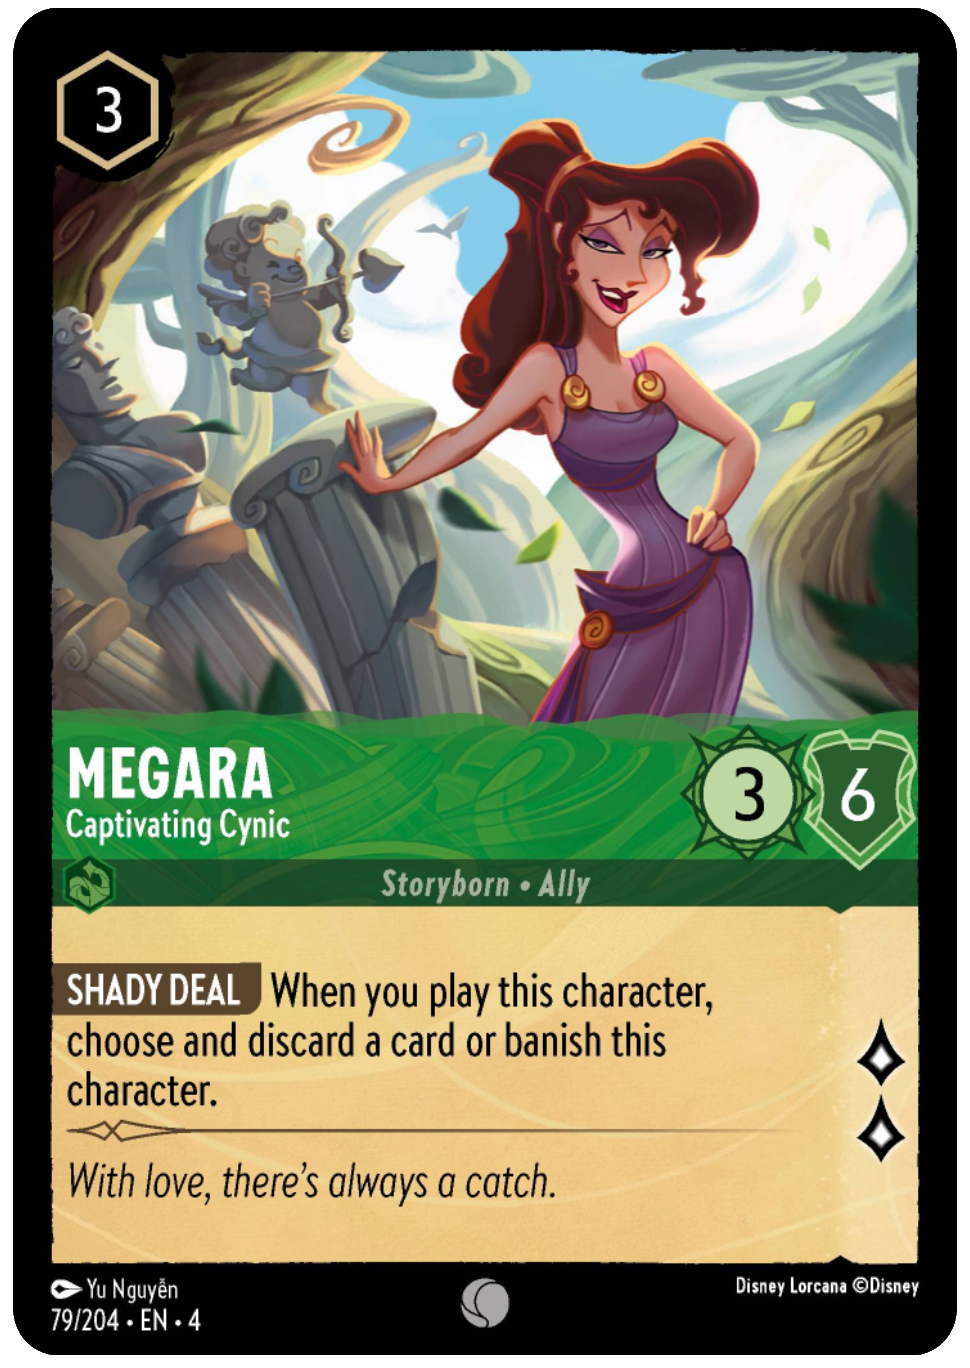 3
MEGARA
Captivating Cynic
3
6
Storyborn • Ally
SHADY DEAL When you play this character,
choose and discard a card or banish this
character.
With love, there's always a catch.
Yu Nguyễn
Disney Lorcana ©Disney
79/204 • EN • 4